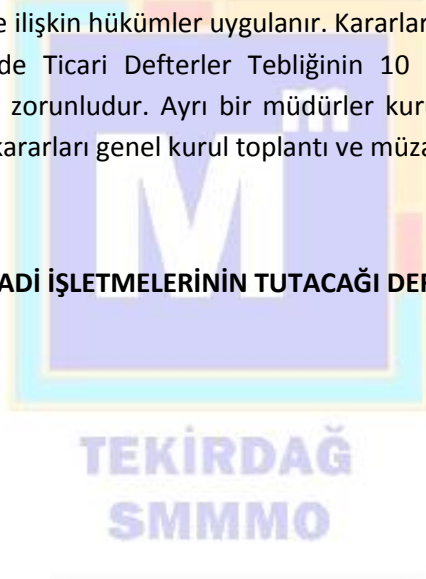 e ilişkin hükümler uygulanır. Kararlar
de Ticari Defterler Tebliğinin 10
zorunludur. Ayrı bir müdürler kuru
kararları genel kurul toplantı ve müza
ADİ İŞLETMELERİNİN TUTACAĞI DEF
TEKİRDAĞ
SMMMO